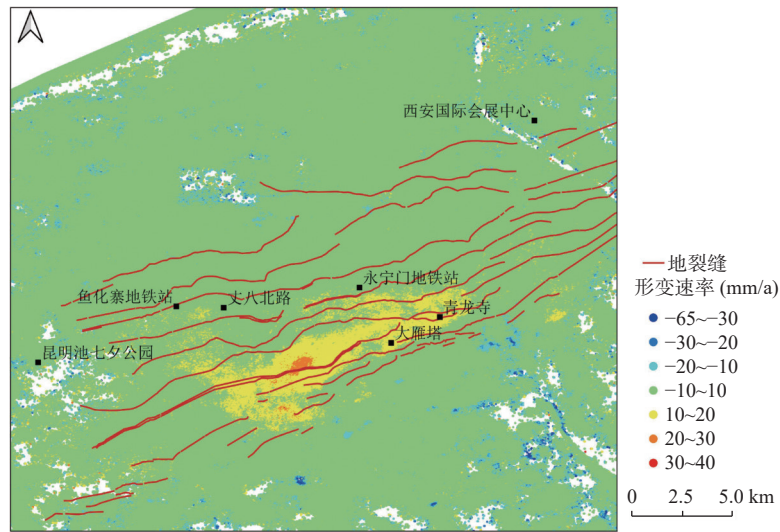 西安国际会展中心
永宁门地铁站
鱼化寨地铁站
丈八北路
青龙寺
大雁塔
昆明池七夕公园
地裂缝
形变速率 (mm/a)
−65~−30
−30~−20
−20~−10
−10~10
10~20
20~30
30~40
0 2.5 5.0 km